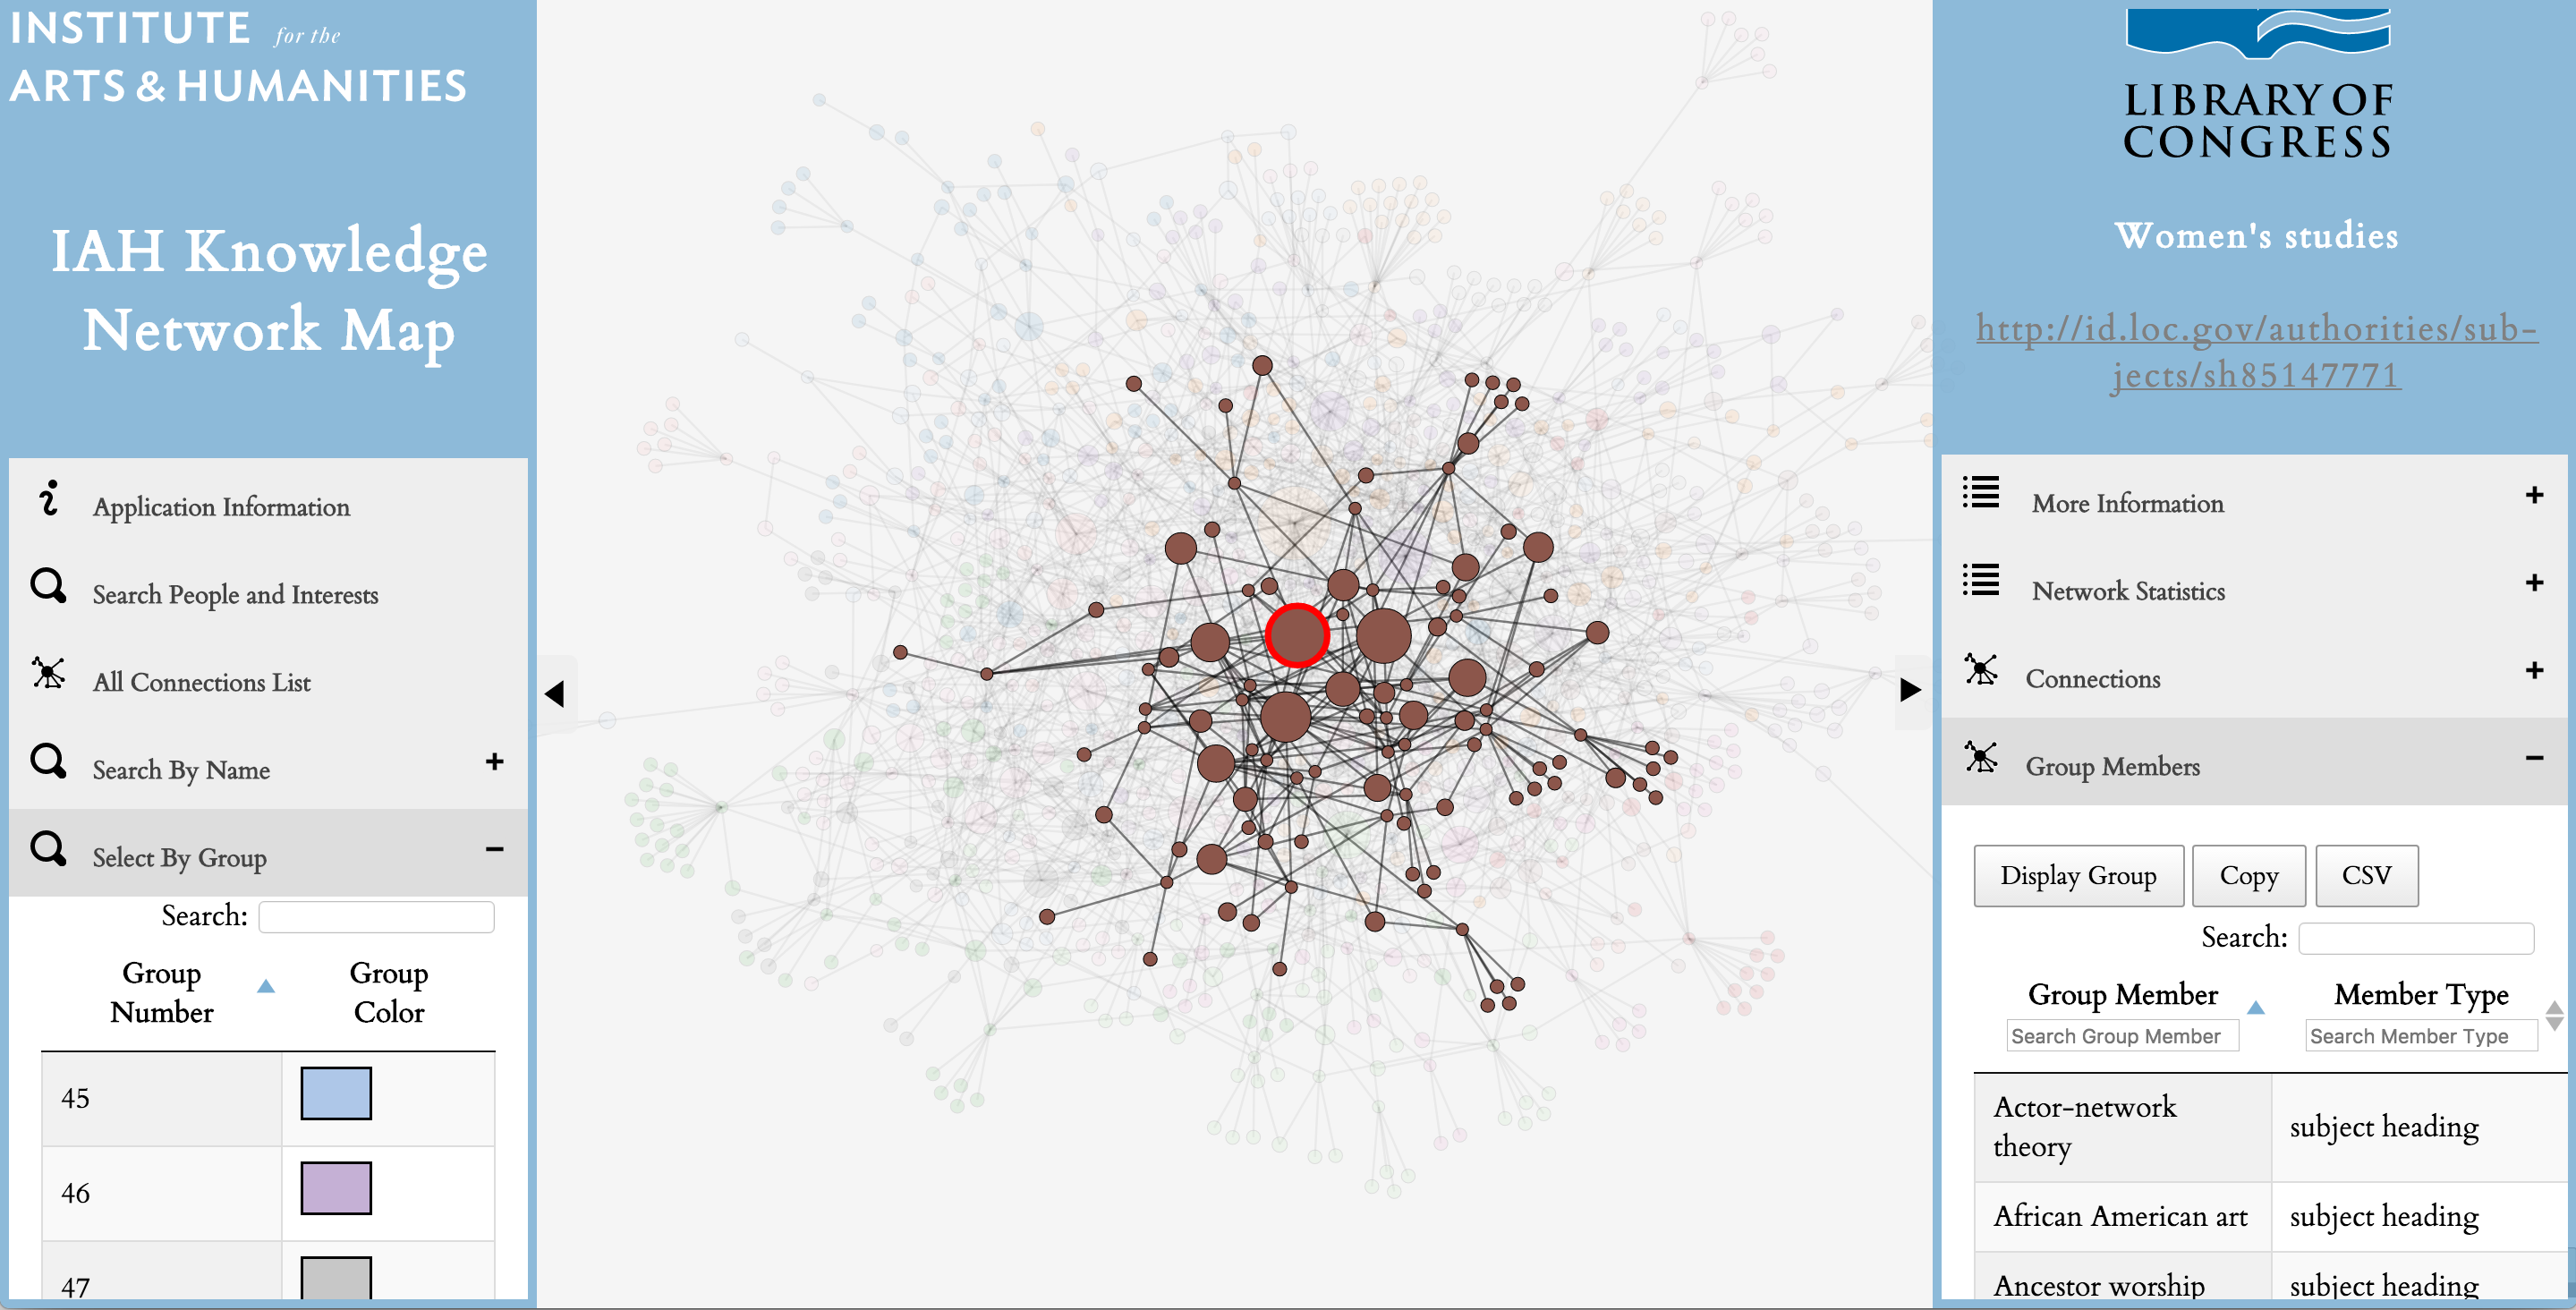 INSTITUTE for the
ARTS & HUMANITIES
IAH Knowledge
Network Map
Application Information
Search People and Interests
All Connections List
Search By Name
Select By Group
Search:
Group
Number
Group
Color
45
46
47
LIBRARY OF
CONGRESS
Women's studies
http://id.loc.gov/authorities/sub-
jects/sh85147771
More Information
Network Statistics
Connections
Group Members
Display Group
Copy
CSV
Search:
Group Member
Member Type
Search Group Member
Search Member Type
Actor-network
theory
subject heading
African American art
subject heading
Ancestor worship
subject heading